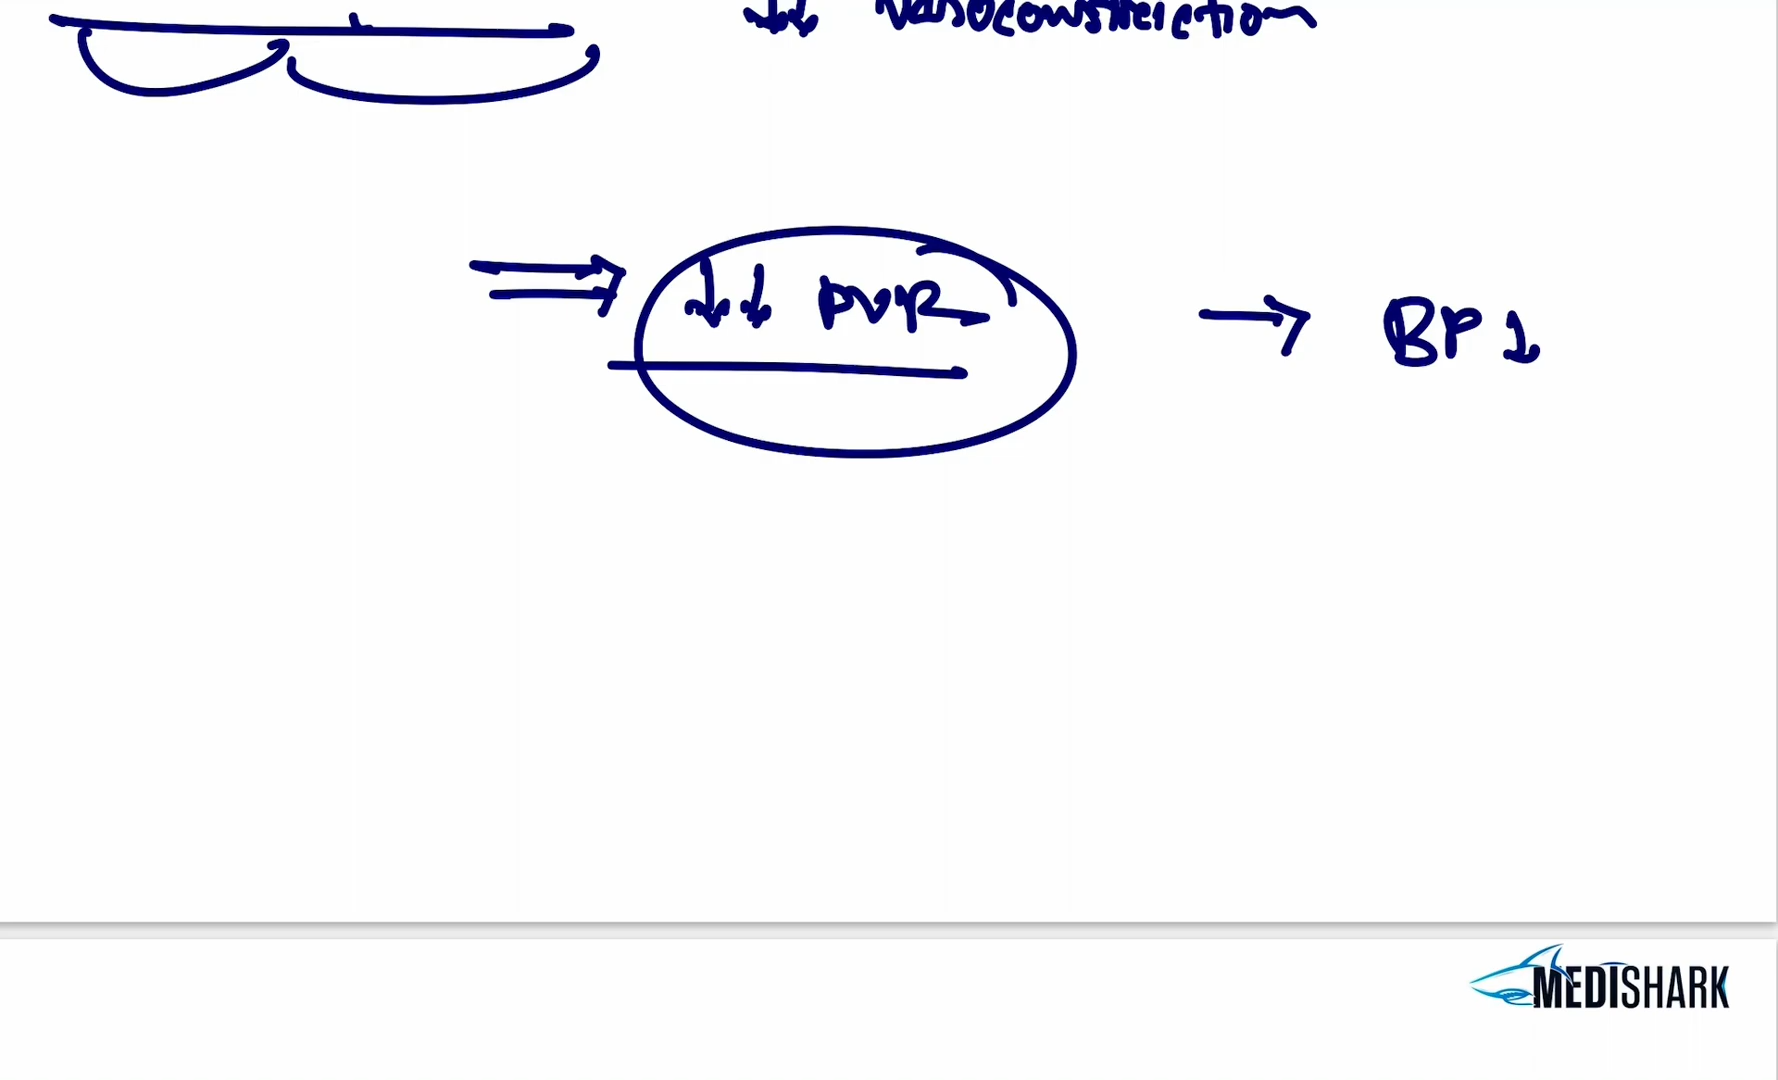 ↓↓ vasoconstriction
⇒ ↓↓ PVR → BP ↓
MEDISHARK